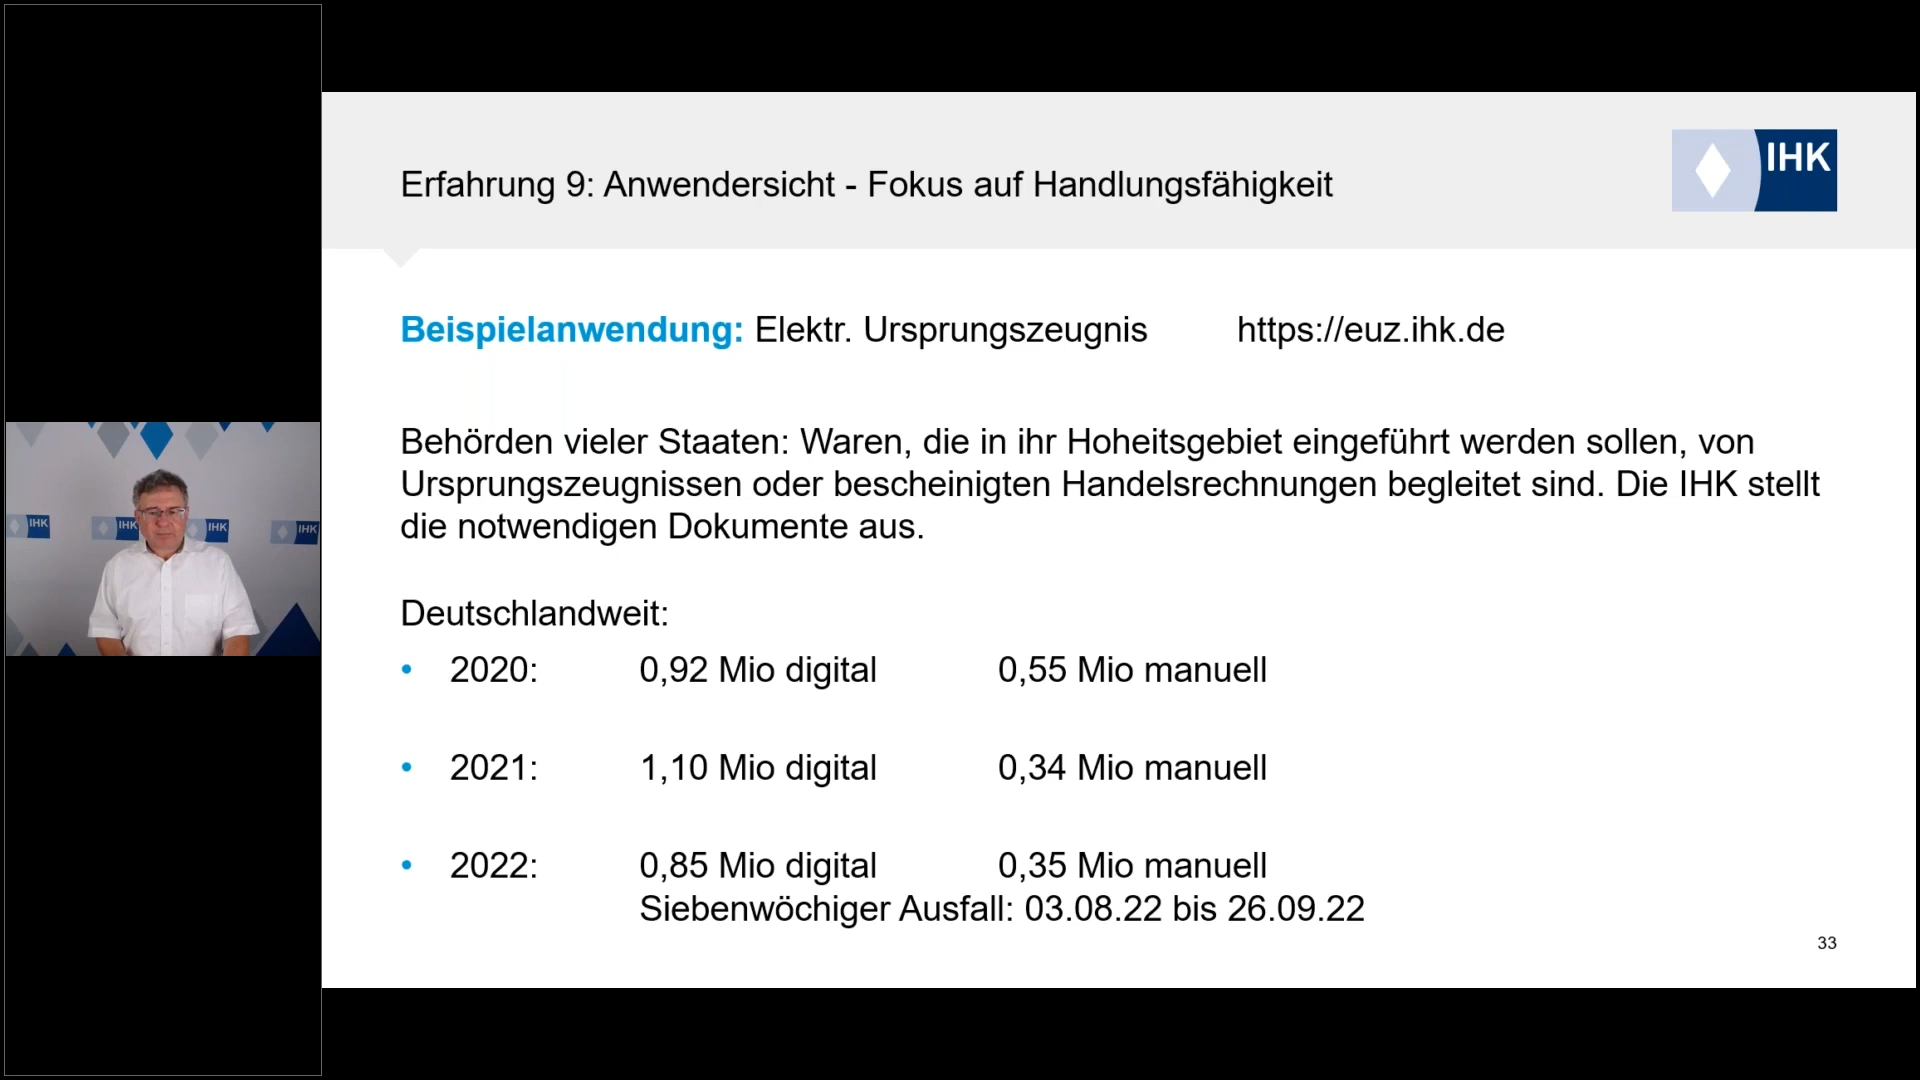 Erfahrung 9: Anwendersicht - Fokus auf Handlungsfähigkeit
IHK
Beispielanwendung: Elektr. Ursprungszeugnis https://euz.ihk.de
Behörden vieler Staaten: Waren, die in ihr Hoheitsgebiet eingeführt werden sollen, von
Ursprungszeugnissen oder bescheinigten Handelsrechnungen begleitet sind. Die IHK stellt
die notwendigen Dokumente aus.
IHK IHK IHK IHK
Deutschlandweit:
• 2020: 0,92 Mio digital 0,55 Mio manuell
• 2021: 1,10 Mio digital 0,34 Mio manuell
• 2022: 0,85 Mio digital 0,35 Mio manuell
Siebenwöchiger Ausfall: 03.08.22 bis 26.09.22
33